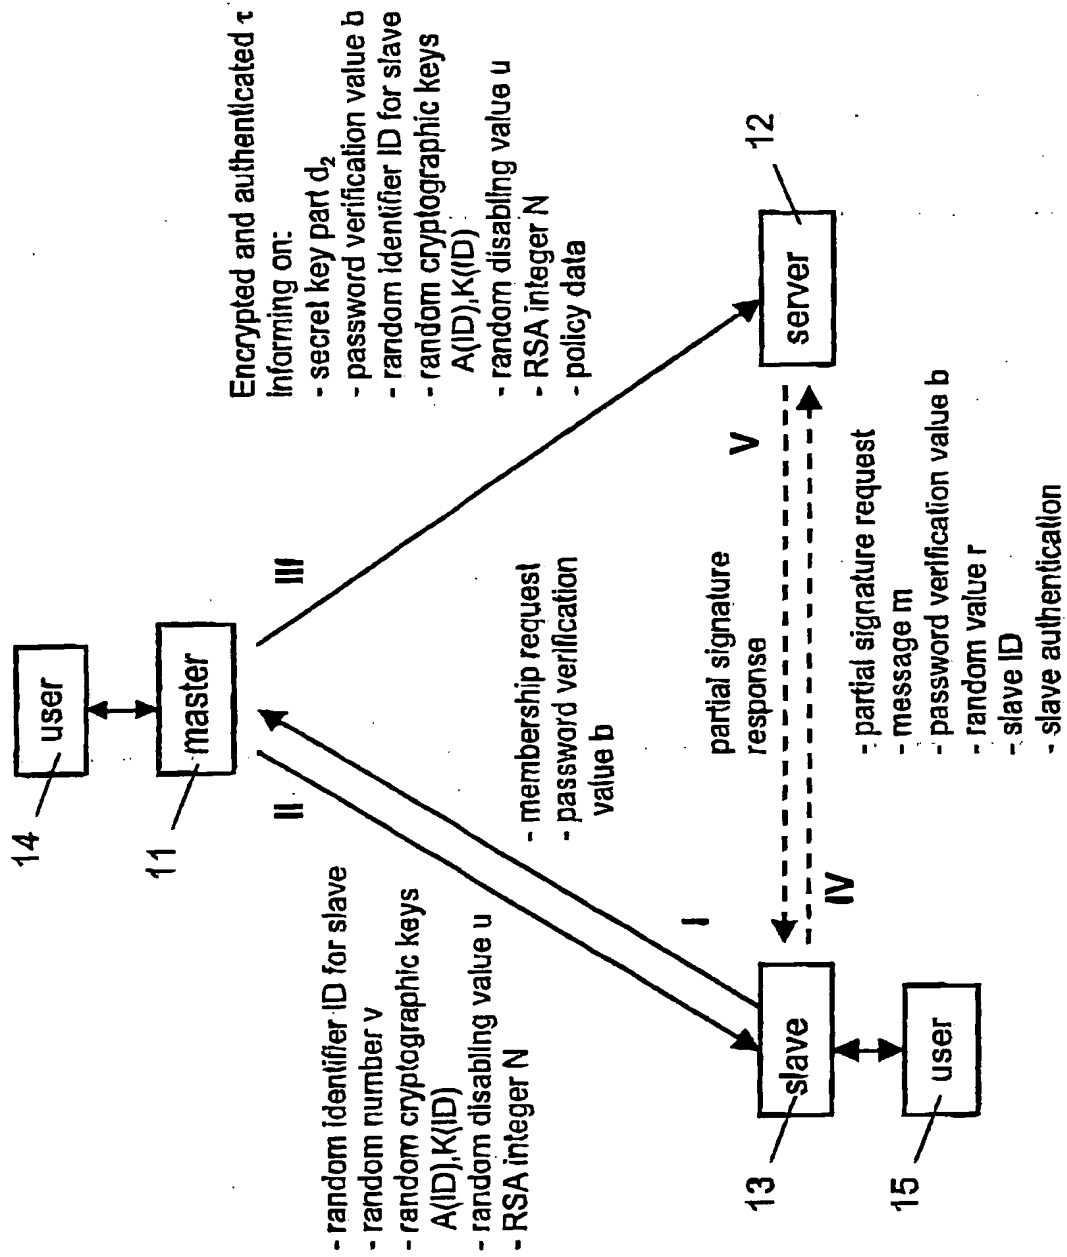 14
user
11
master
II
III
Encrypted and authenticated τ
informing on:
- secret key part d₂
- password verification value b
- random identifier ID for slave
- random cryptographic keys
A(ID),K(ID)
- random disabling value u
- RSA integer N
- policy data
- random identifier ID for slave
- random number v
- random cryptographic keys
A(ID),K(ID)
- random disabling value u
- RSA integer N
- membership request
- password verification
value b
I
partial signature
response
V
12
server
IV
- partial signature request
- message m
- password verification value b
- random value r
- slave ID
- slave authentication
13
slave
15
user